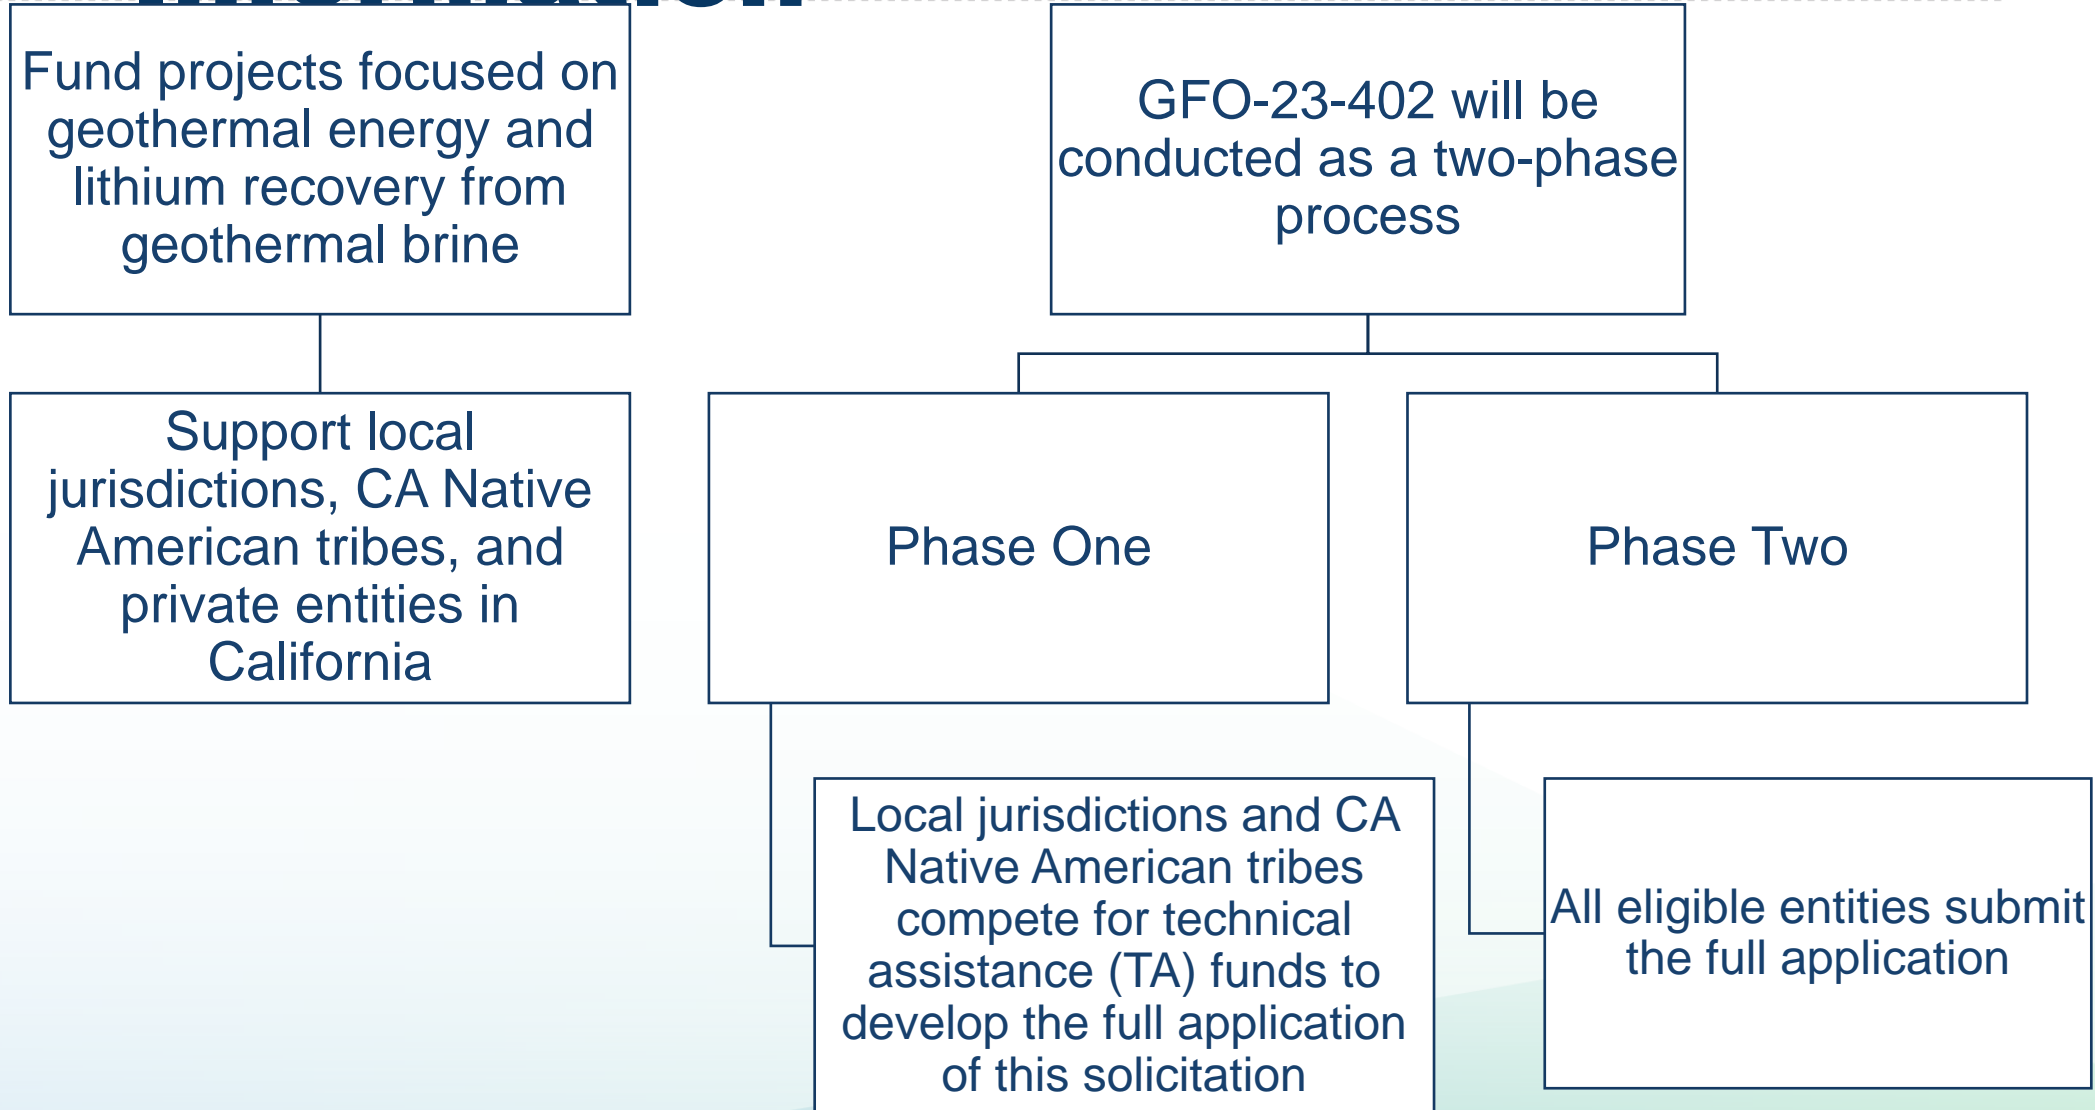 Fund projects focused on
geothermal energy and
lithium recovery from
geothermal brine
Support local
jurisdictions, CA Native
American tribes, and
private entities in
California
GFO-23-402 will be
conducted as a two-phase
process
Phase One
Local jurisdictions and CA
Native American tribes
compete for technical
assistance (TA) funds to
develop the full application
of this solicitation
Phase Two
All eligible entities submit
the full application